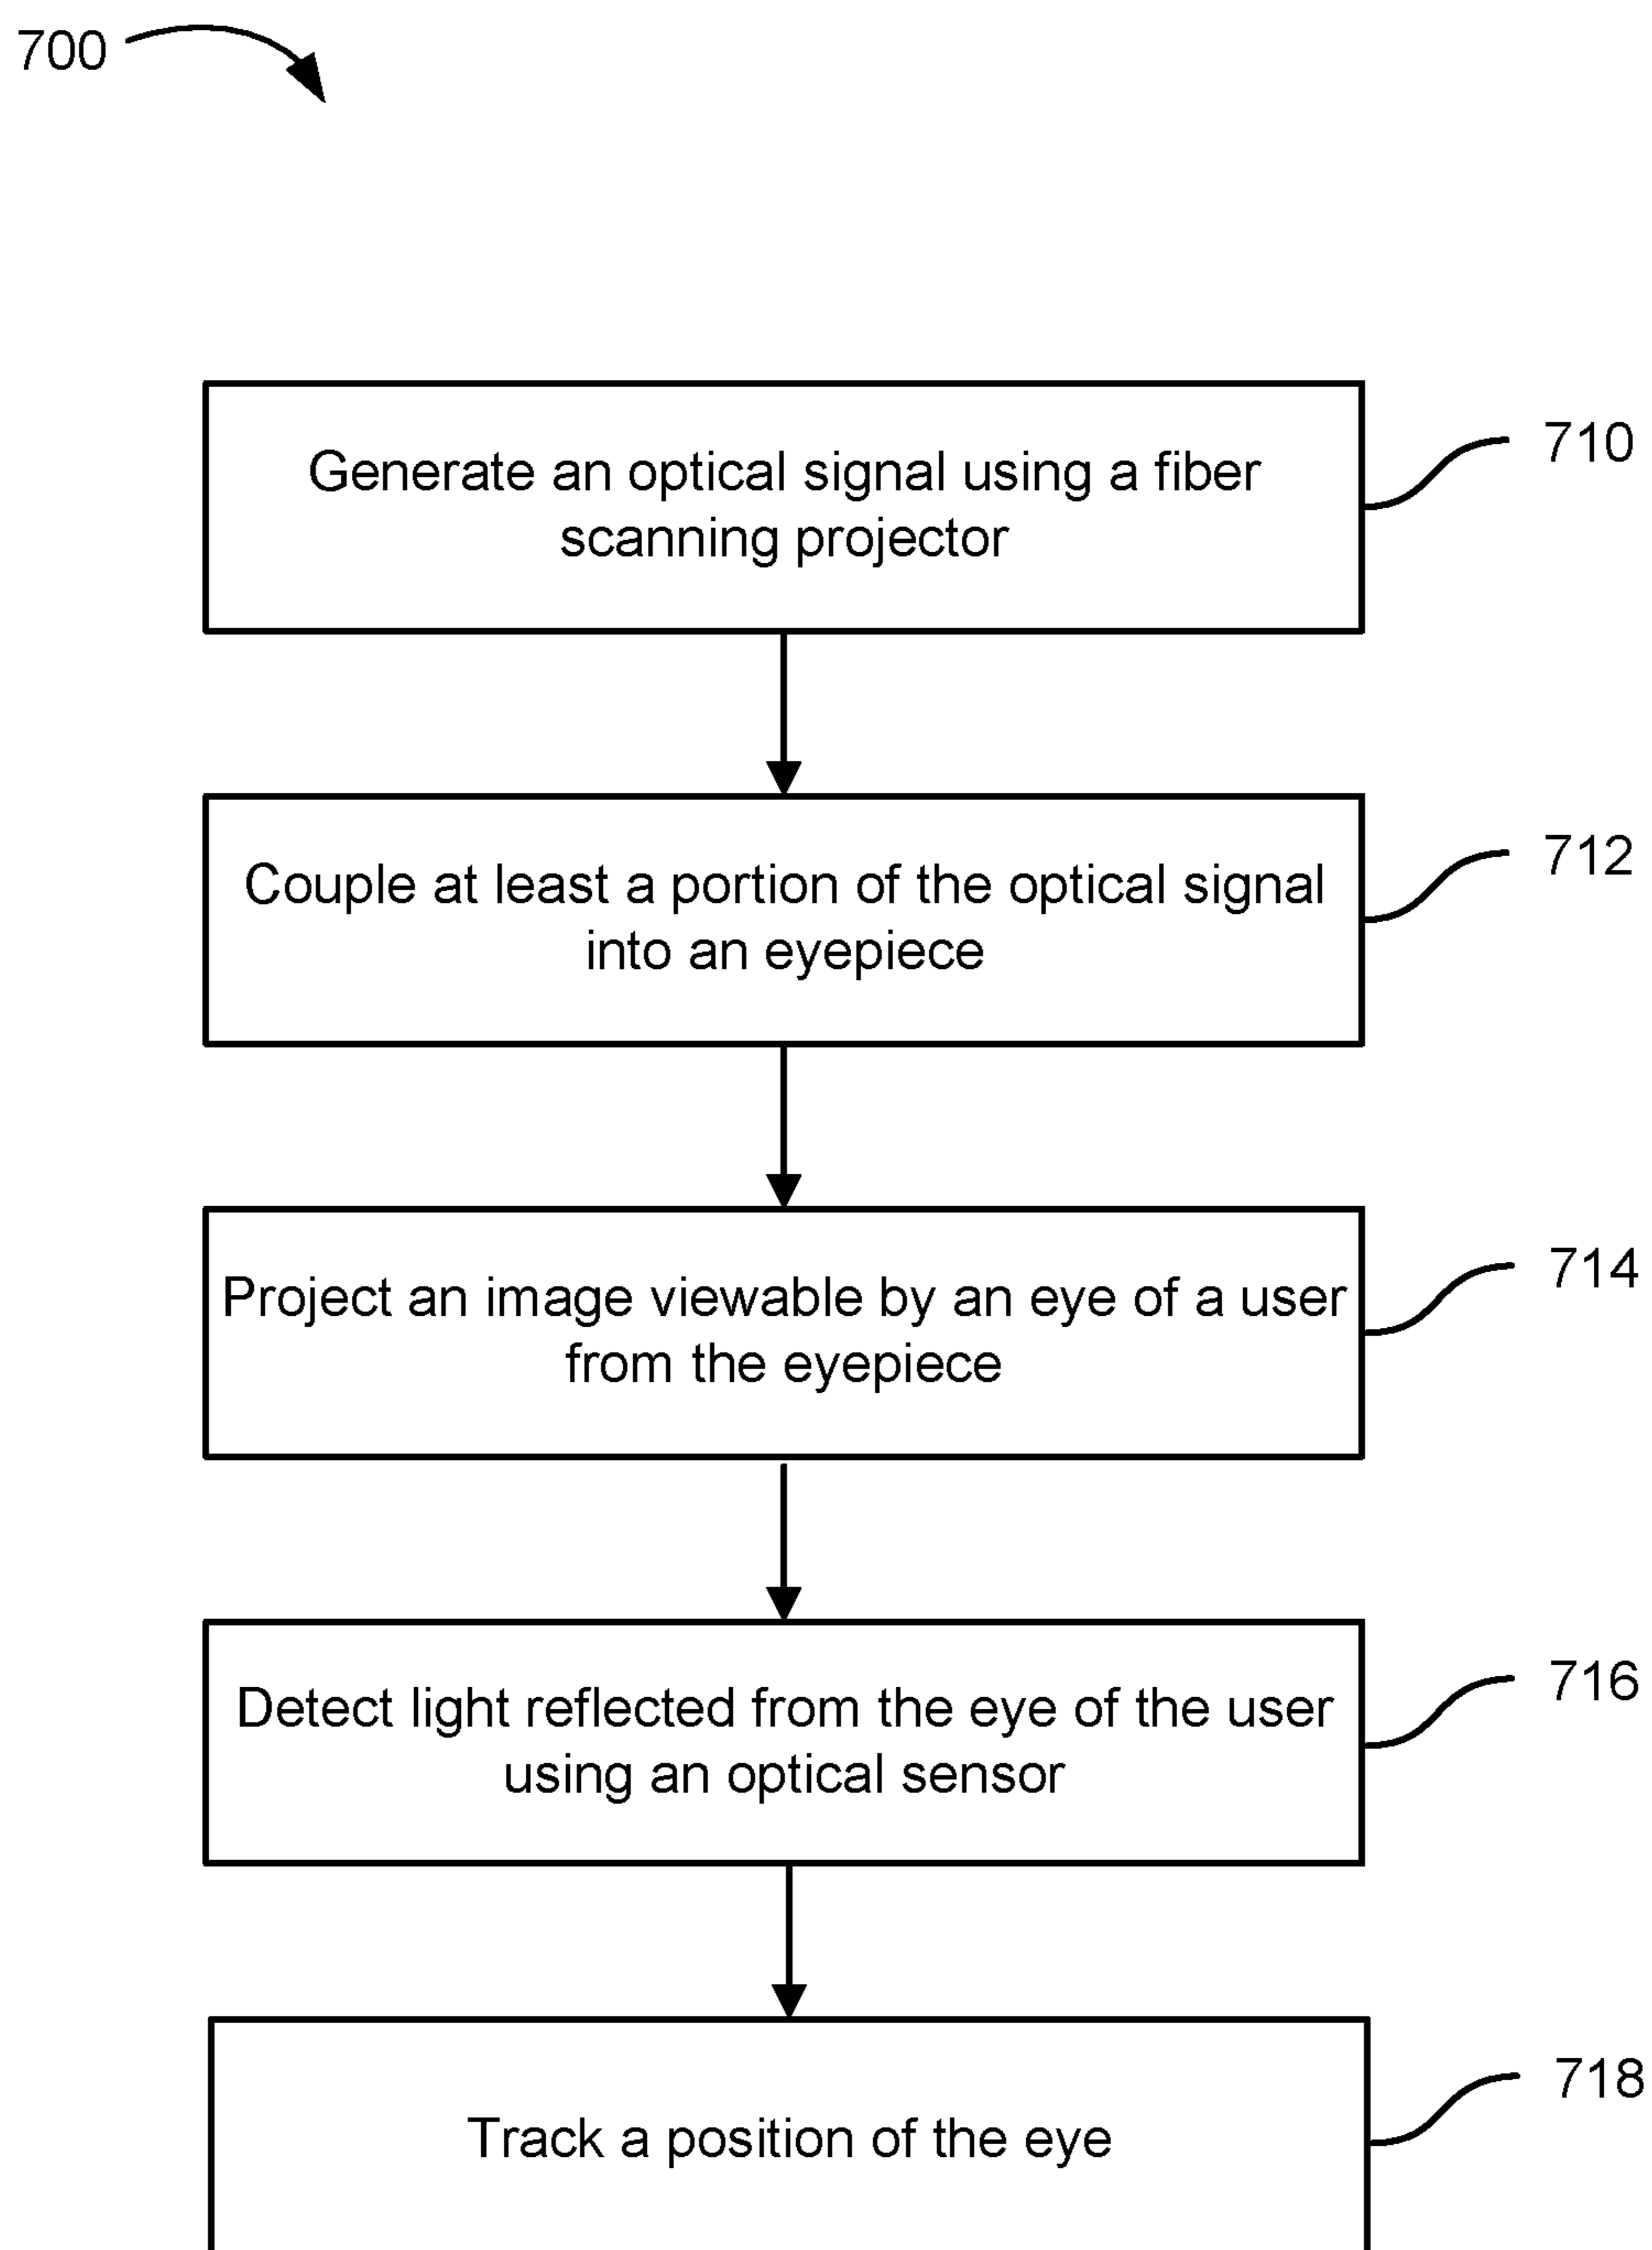 700
Generate an optical signal using a fiber
scanning projector
710
Couple at least a portion of the optical signal
into an eyepiece
712
Project an image viewable by an eye of a user
from the eyepiece
714
Detect light reflected from the eye of the user
using an optical sensor
716
Track a position of the eye
718